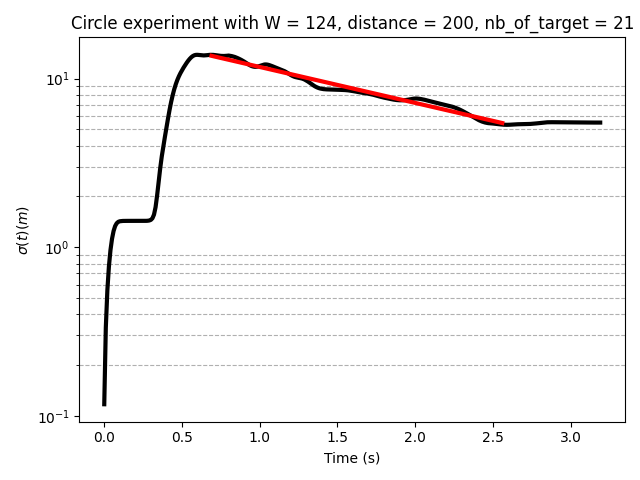 Circle experiment with W = 124, distance = 200, nb_of_target = 21
σ(t)(m)
10¹
10⁰
10⁻¹
0.0 0.5 1.0 1.5 2.0 2.5 3.0
Time (s)